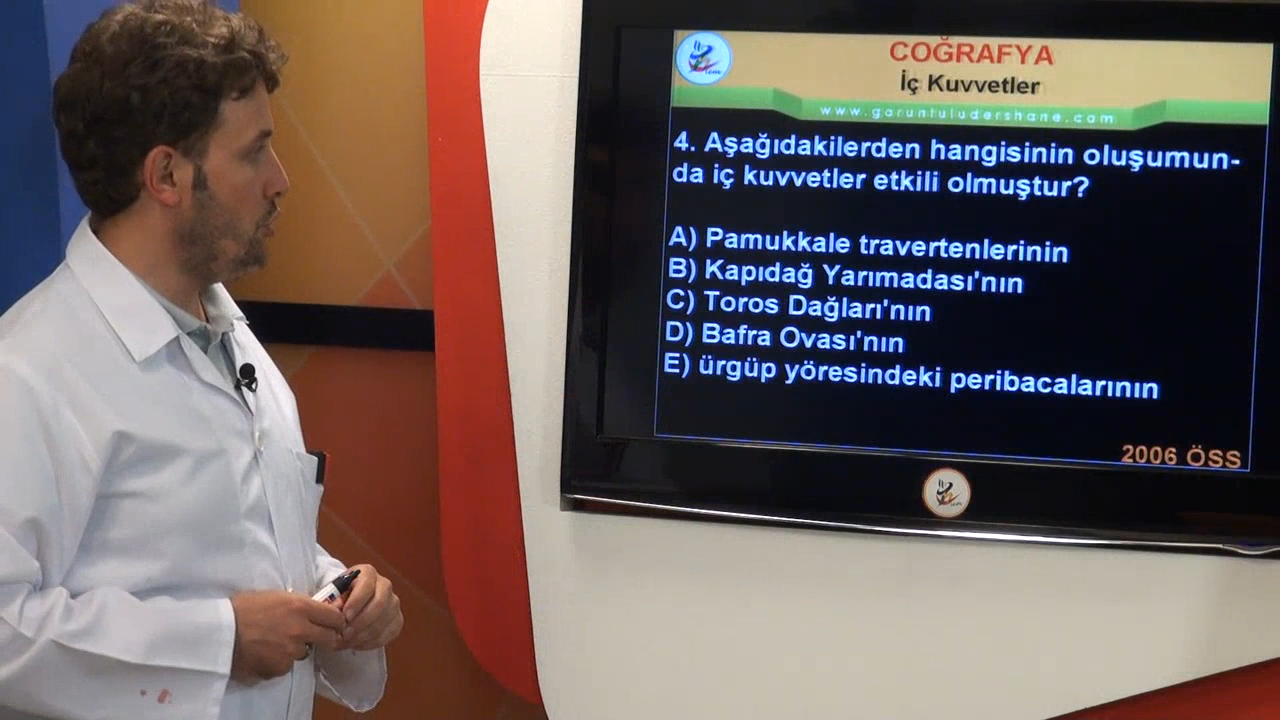 COĞRAFYA
İç Kuvvetler
www.goruntuludershane.com
4. Aşağıdakilerden hangisinin oluşumun-
da iç kuvvetler etkili olmuştur?
A) Pamukkale travertenlerinin
B) Kapıdağ Yarımadası'nın
C) Toros Dağları'nın
D) Bafra Ovası'nın
E) ürgüp yöresindeki peribacalarının
2006 ÖSS